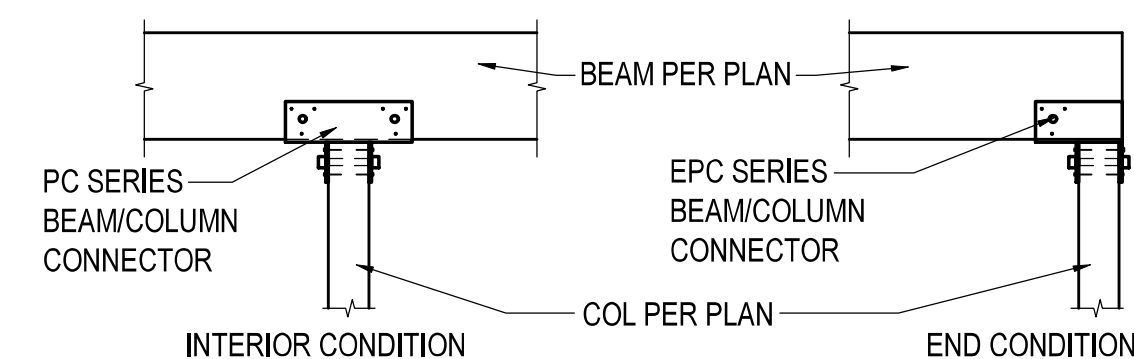 BEAM PER PLAN
PC SERIES
BEAM/COLUMN
CONNECTOR
EPC SERIES
BEAM/COLUMN
CONNECTOR
COL PER PLAN
INTERIOR CONDITION
END CONDITION